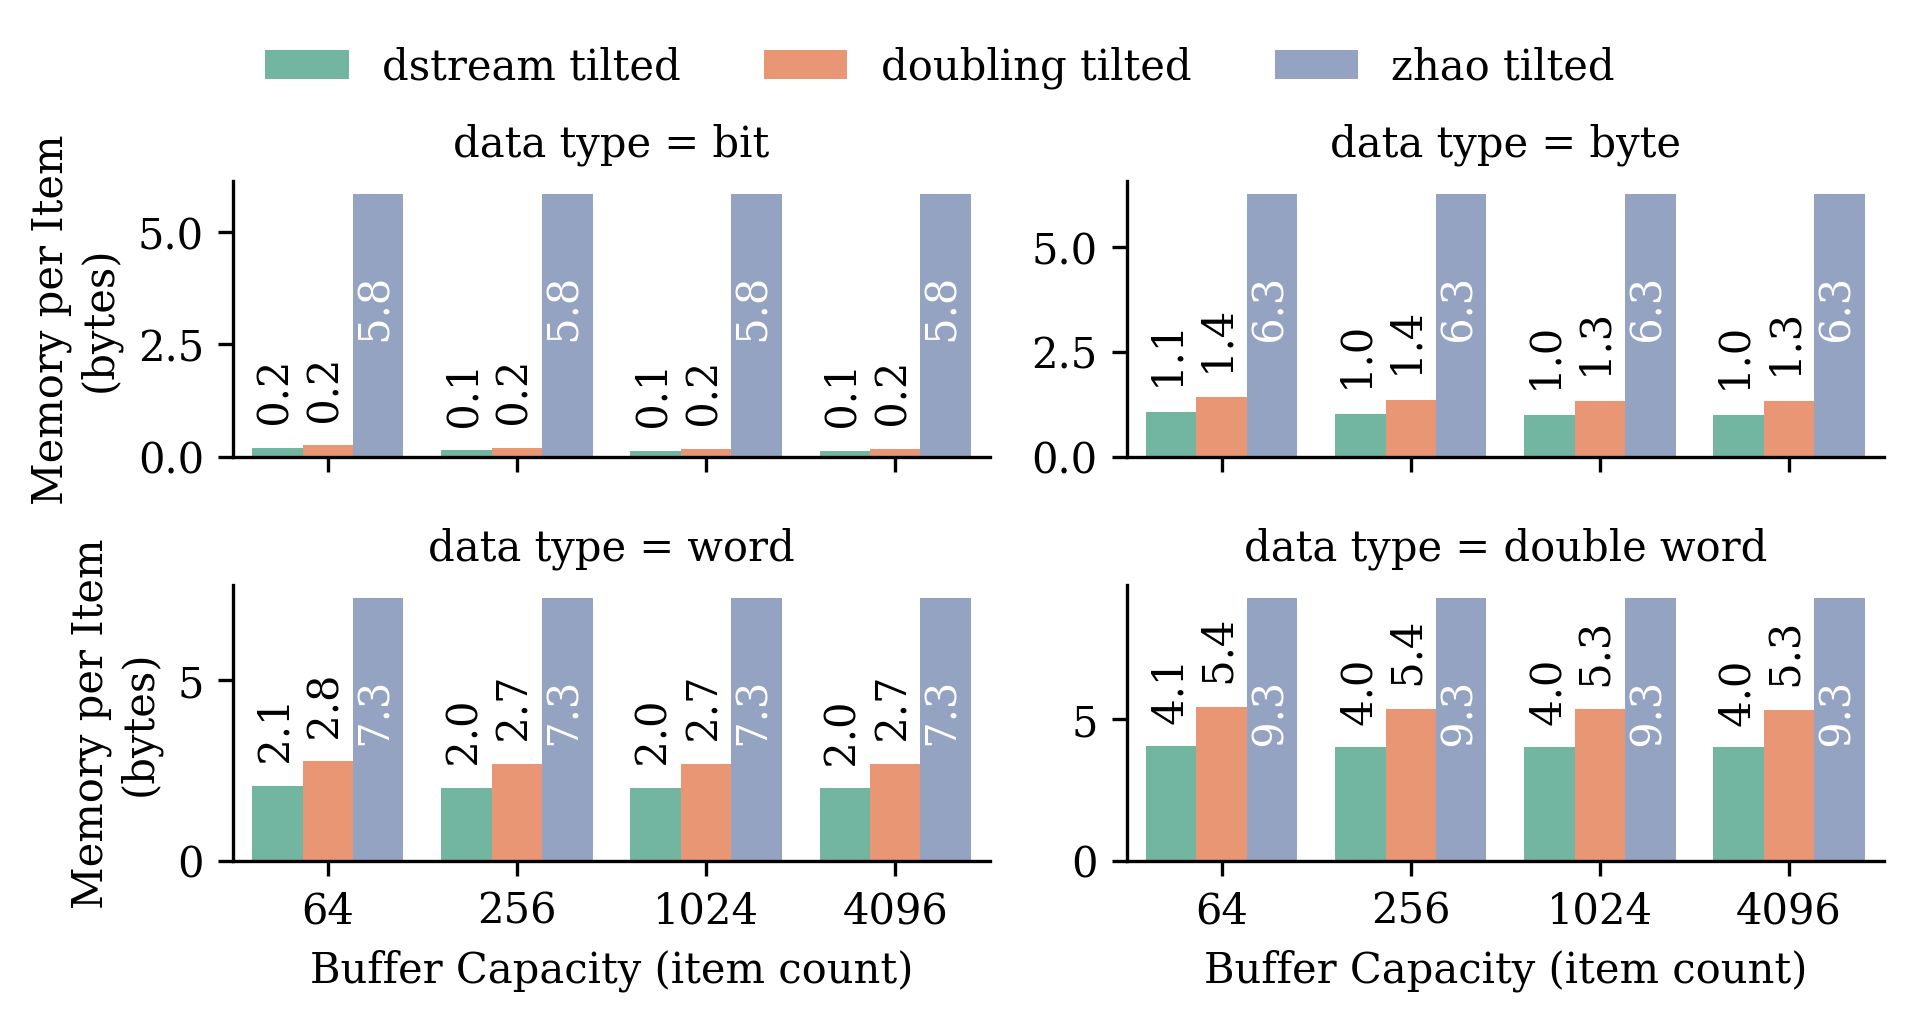 dstream tilted doubling tilted zhao tilted
data type = bit
Memory per Item
(bytes)
5.0
2.5
0.0
0.2 0.2 5.8 0.1 0.2 5.8 0.1 0.2 5.8 0.1 0.2 5.8
data type = byte
5.0
2.5
0.0
1.1 1.4 6.3 1.0 1.4 6.3 1.0 1.3 6.3 1.0 1.3 6.3
data type = word
Memory per Item
(bytes)
5
0
2.1 2.8 7.3 2.0 2.7 7.3 2.0 2.7 7.3 2.0 2.7 7.3
64 256 1024 4096
Buffer Capacity (item count)
data type = double word
5
0
4.1 5.4 9.3 4.0 5.4 9.3 4.0 5.3 9.3 4.0 5.3 9.3
64 256 1024 4096
Buffer Capacity (item count)